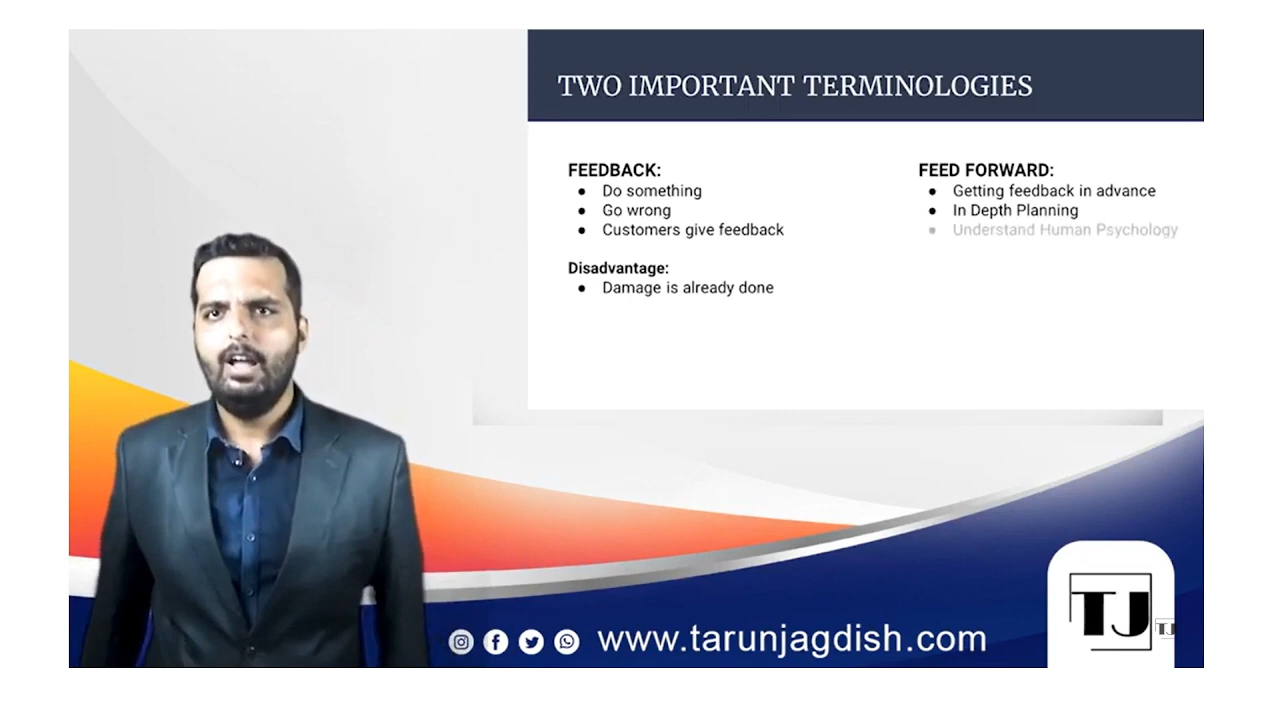 TWO IMPORTANT TERMINOLOGIES
FEEDBACK:
● Do something
● Go wrong
● Customers give feedback
Disadvantage:
● Damage is already done
FEED FORWARD:
● Getting feedback in advance
● In Depth Planning
● Understand Human Psychology
www.tarunjagdish.com
TJ
TJ